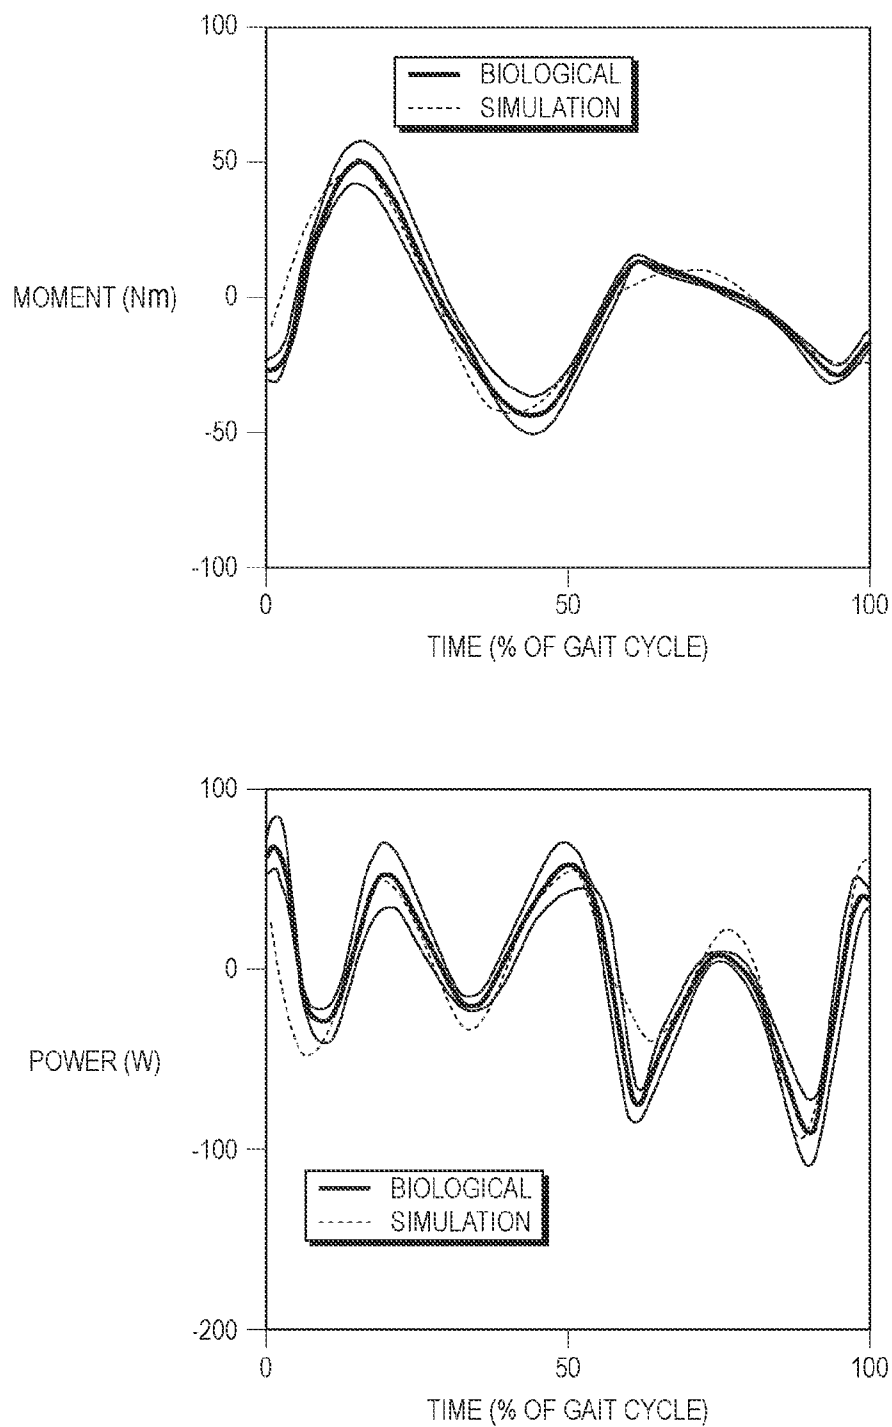 100
BIOLOGICAL
SIMULATION
50
MOMENT (Nm)
0
-50
-100
0 50 100
TIME (% OF GAIT CYCLE)
100
0
POWER (W)
-100
BIOLOGICAL
SIMULATION
-200
0 50 100
TIME (% OF GAIT CYCLE)